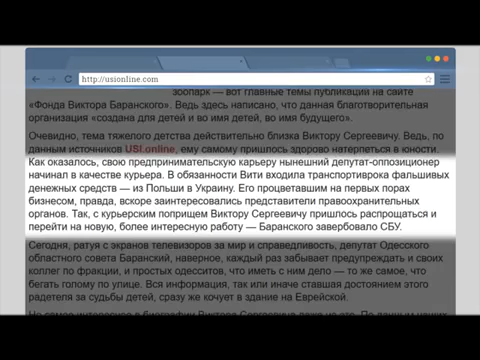 http://usionline.com
зоопарк — вот главные темы публикаций на сайте
«Фонда Виктора Баранского». Ведь здесь написано, что данная благотворительная
организация «создана для детей и во имя детей, во имя будущего».
Очевидно, тема тяжелого детства действительно близка Виктору Сергеевичу. Ведь, по
данным источников USI.online, ему самому пришлось здорово натерпеться в юности.
Как оказалось, свою предпринимательскую карьеру нынешний депутат-оппозиционер
начинал в качестве курьера. В обязанности Вити входила транспортиврока фальшивых
денежных средств — из Польши в Украину. Его процветавшим на первых порах
бизнесом, правда, вскоре заинтересовались представители правоохранительных
органов. Так, с курьерским поприщем Виктору Сергеевичу пришлось распрощаться и
перейти на новую, более интересную работу — Баранского завербовало СБУ.
Сегодня, ратуя с экранов телевизоров за мир и справедливость, депутат Одесского
областного совета Баранский, наверное, каждый раз забывает предупреждать и своих
коллег по фракции, и простых одесситов, что иметь с ним дело — то же самое, что
бегать голому по улице. Вся информация, так или иначе ставшая достоянием этого
радетеля за судьбы детей, сразу же кочует в здание на Еврейской.